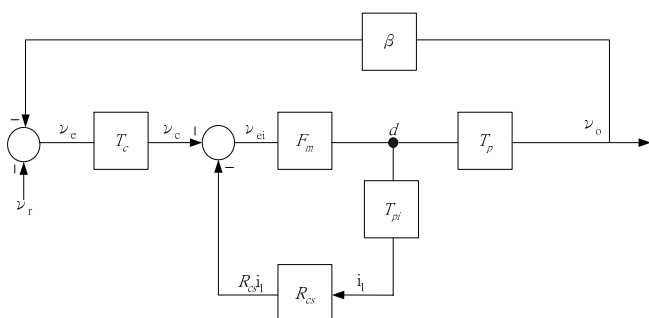 β
−
ν_e
T_c
ν_c
ν_ei
F_m
d
T_p
ν_o
−
ν_r
T_pi
R_cs i_l
R_cs
i_l